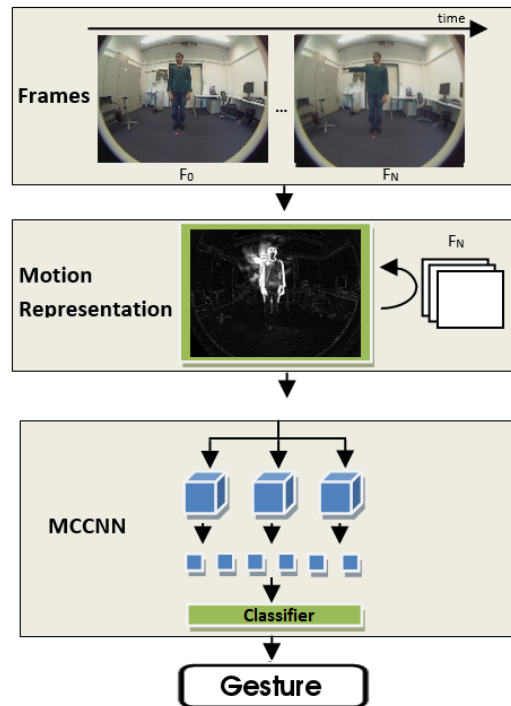 time
Frames
...
F0
FN
Motion
Representation
FN
MCCNN
Classifier
Gesture